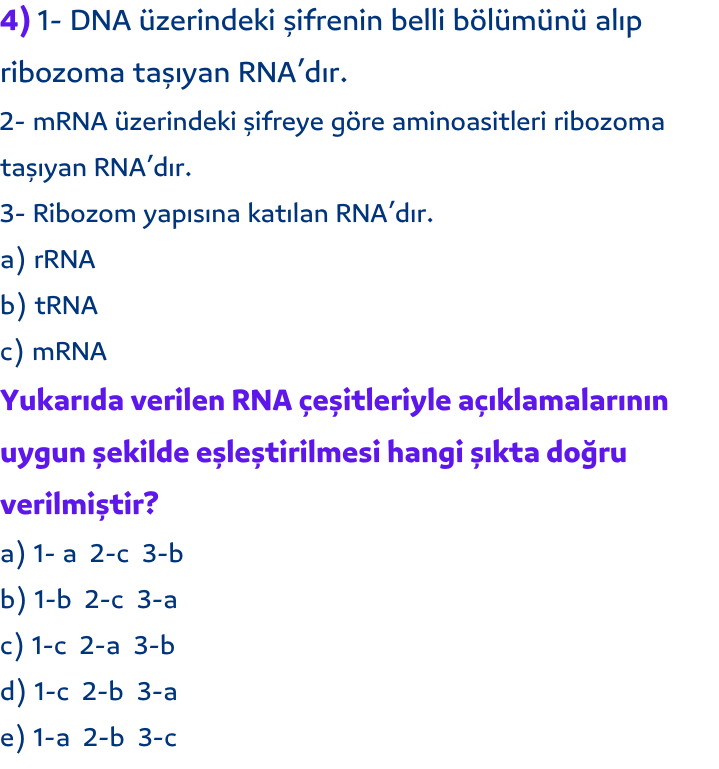 4) 1- DNA üzerindeki şifrenin belli bölümünü alıp
ribozoma taşıyan RNA’dır.
2- mRNA üzerindeki şifreye göre aminoasitleri ribozoma
taşıyan RNA’dır.
3- Ribozom yapısına katılan RNA’dır.
a) rRNA
b) tRNA
c) mRNA
Yukarıda verilen RNA çeşitleriyle açıklamalarının
uygun şekilde eşleştirilmesi hangi şıkta doğru
verilmiştir?
a) 1- a 2-c 3-b
b) 1-b 2-c 3-a
c) 1-c 2-a 3-b
d) 1-c 2-b 3-a
e) 1-a 2-b 3-c